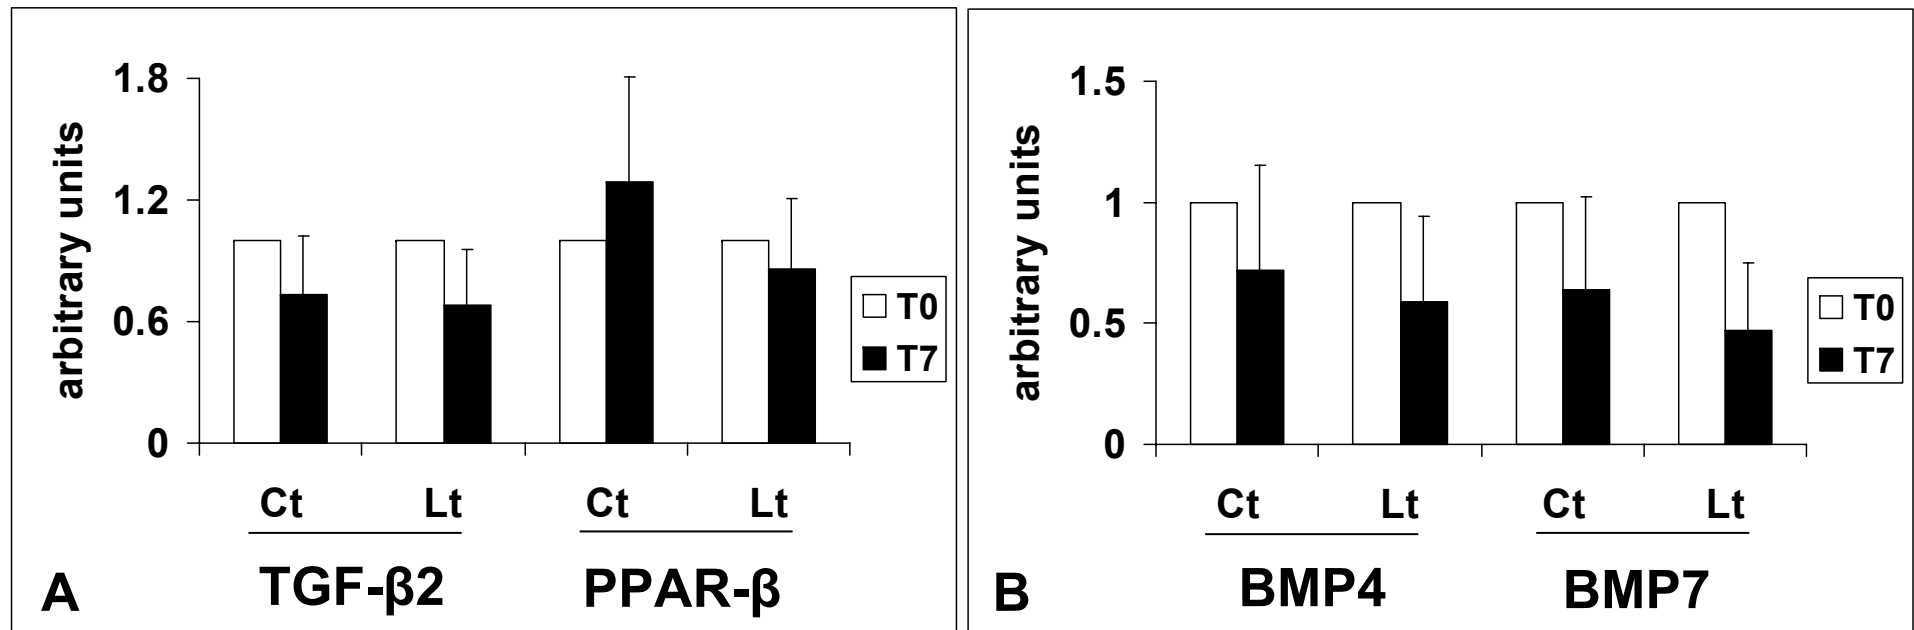 1.8
1.2
0.6
0
arbitrary units
T0
T7
Ct Lt Ct Lt
TGF-β2 PPAR-β
A
1.5
1
0.5
0
arbitrary units
T0
T7
Ct Lt Ct Lt
BMP4 BMP7
B